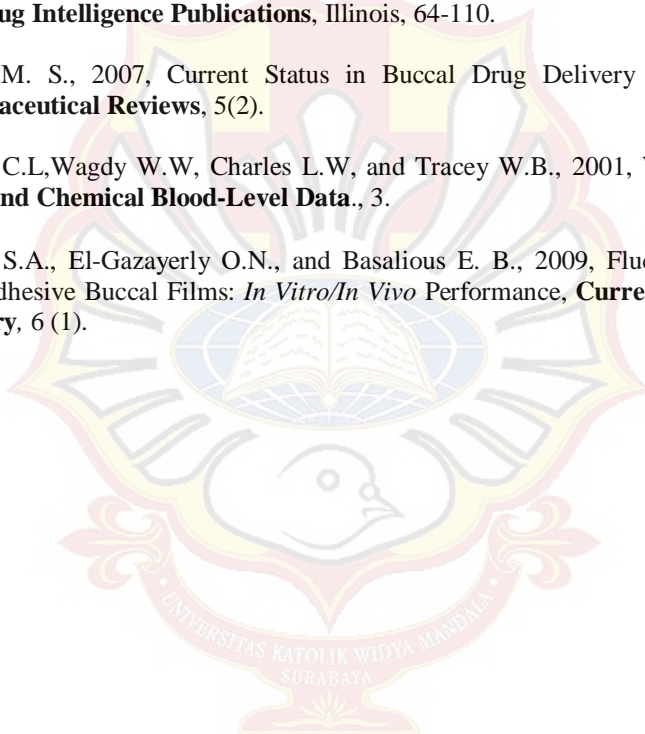 ug Intelligence Publications, Illinois, 64-110.
M. S., 2007, Current Status in Buccal Drug Delivery
aceutical Reviews, 5(2).
C.L,Wagdy W.W, Charles L.W, and Tracey W.B., 2001,
nd Chemical Blood-Level Data., 3.
S.A., El-Gazayerly O.N., and Basalious E. B., 2009, Flu
dhesive Buccal Films: In Vitro/In Vivo Performance, Curre
ry, 6 (1).
UNIVERSITAS KATOLIK WIDYA MANDALA
SURABAYA